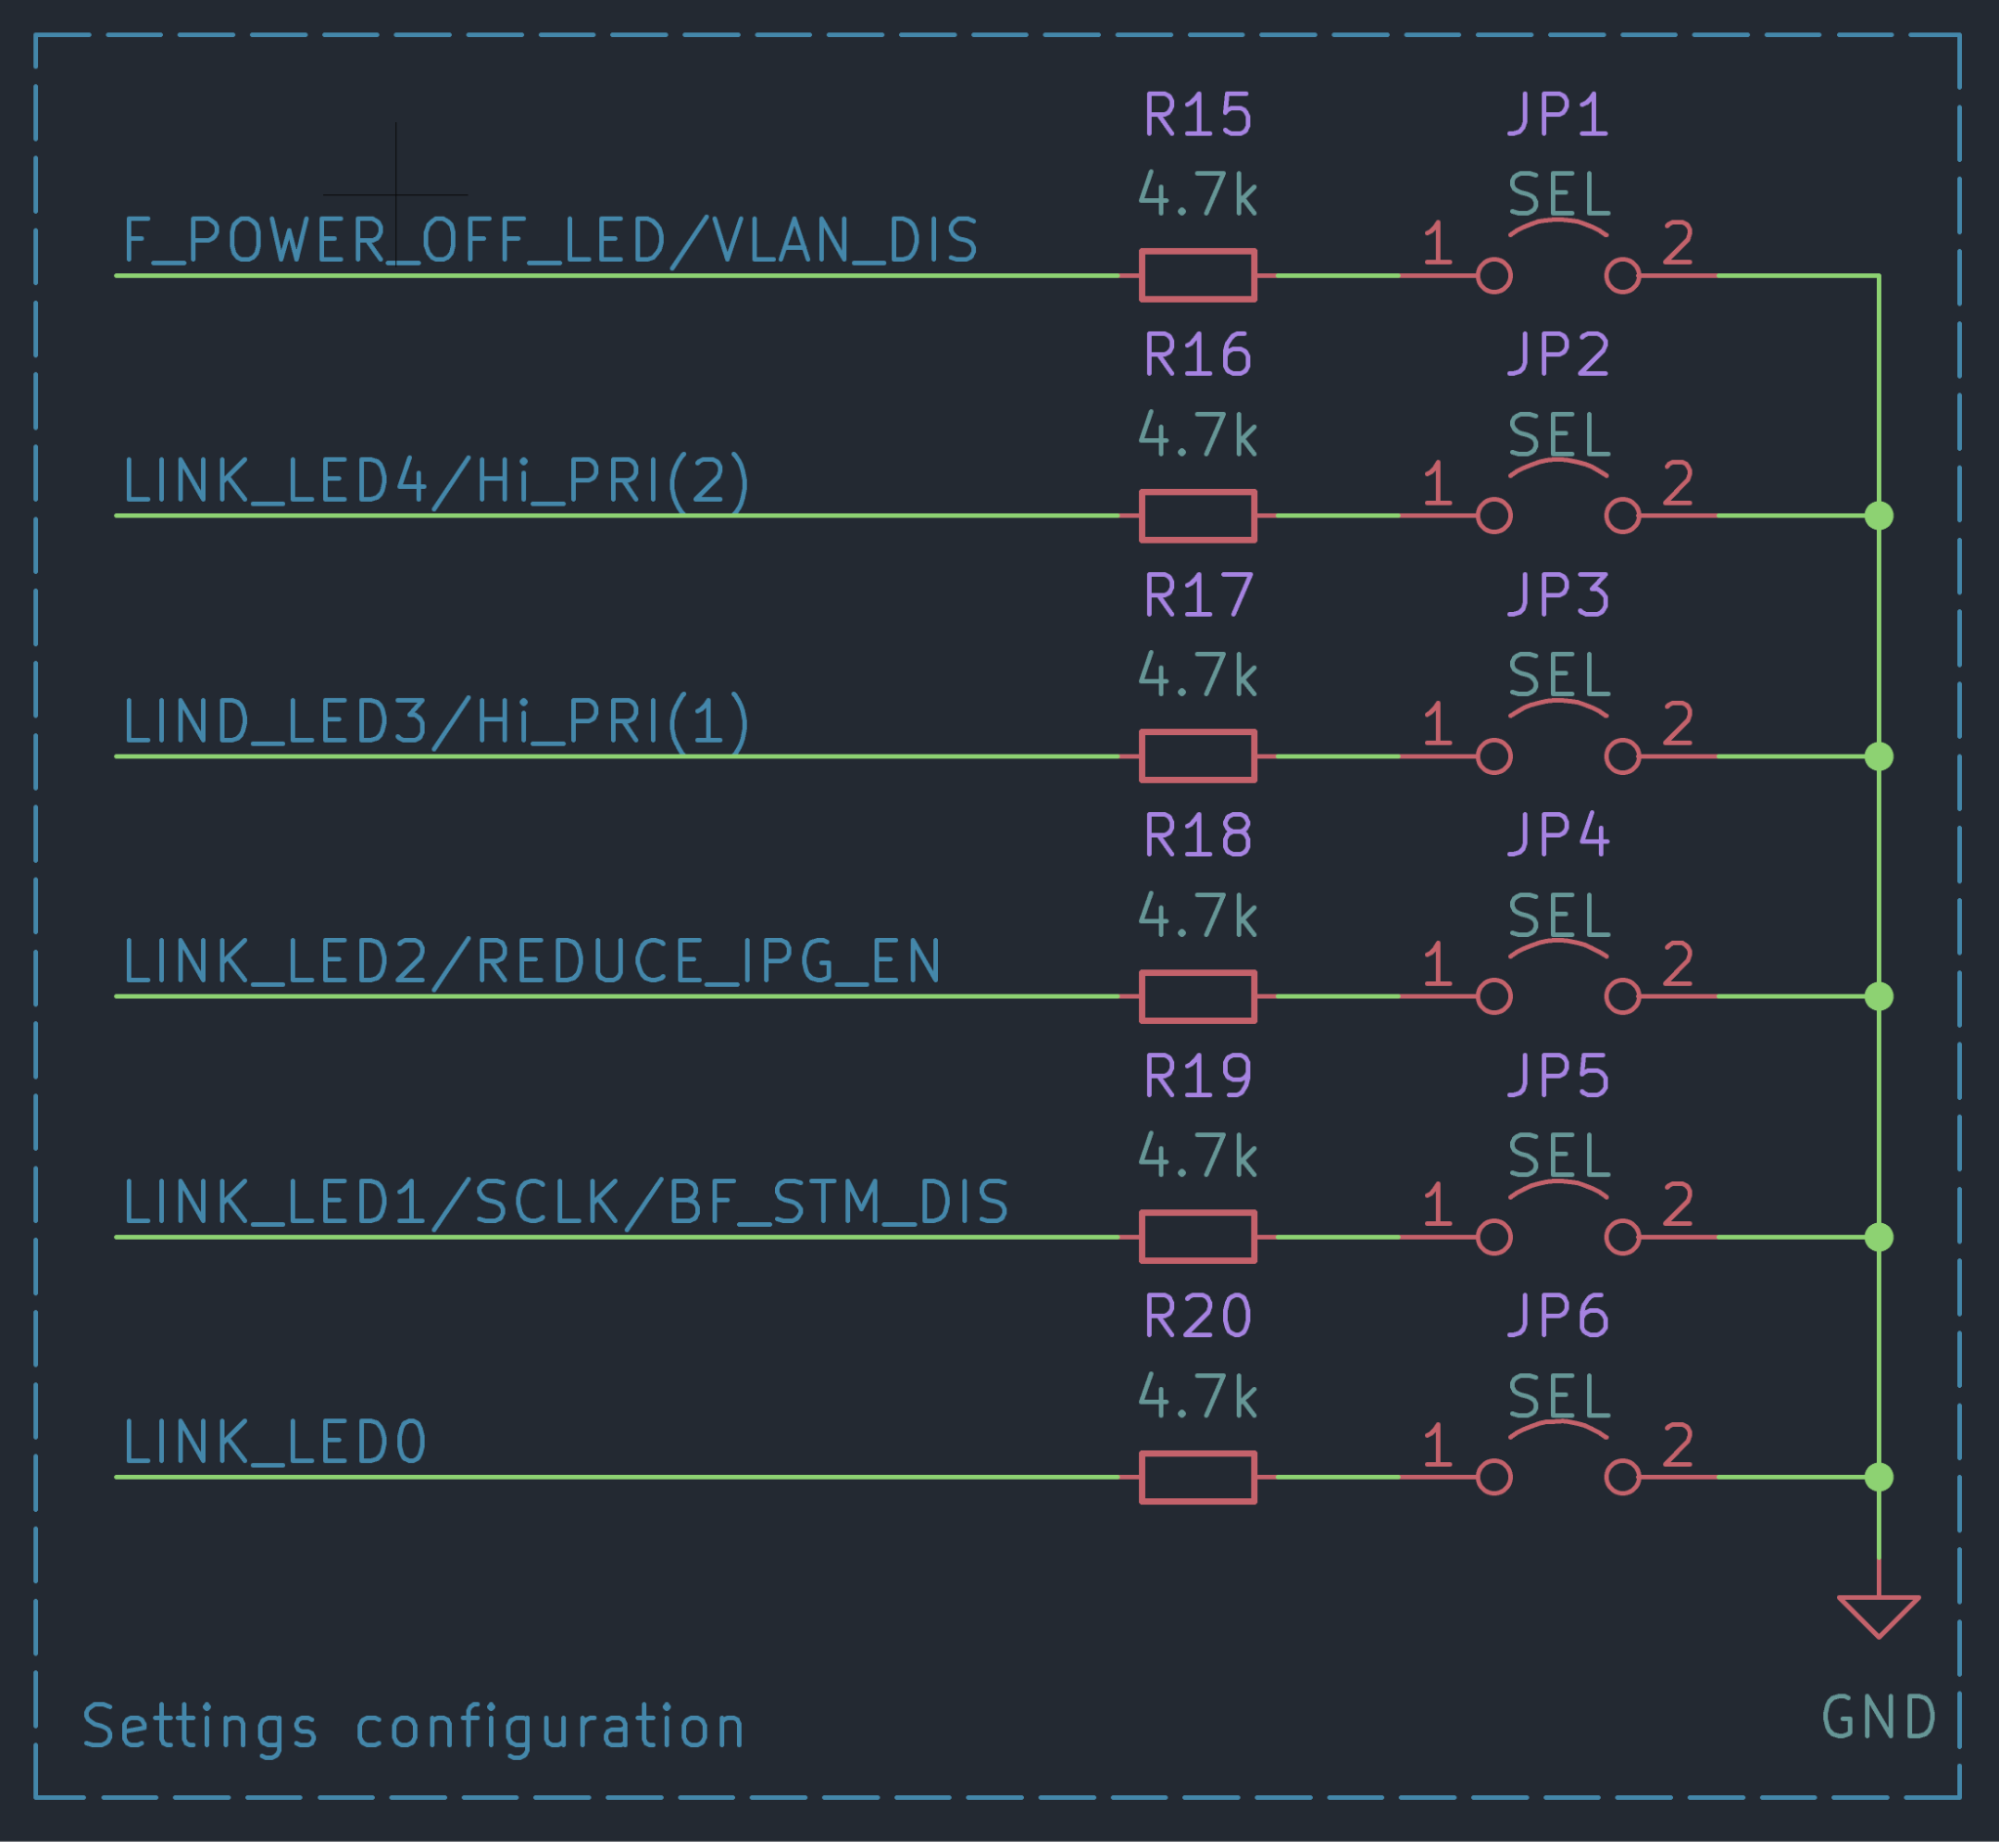 R15 JP1
4.7k SEL
F_POWER_OFF_LED/VLAN_DIS 1 2
R16 JP2
4.7k SEL
LINK_LED4/Hi_PRI(2) 1 2
R17 JP3
4.7k SEL
LIND_LED3/Hi_PRI(1) 1 2
R18 JP4
4.7k SEL
LINK_LED2/REDUCE_IPG_EN 1 2
R19 JP5
4.7k SEL
LINK_LED1/SCLK/BF_STM_DIS 1 2
R20 JP6
4.7k SEL
LINK_LED0 1 2
Settings configuration GND